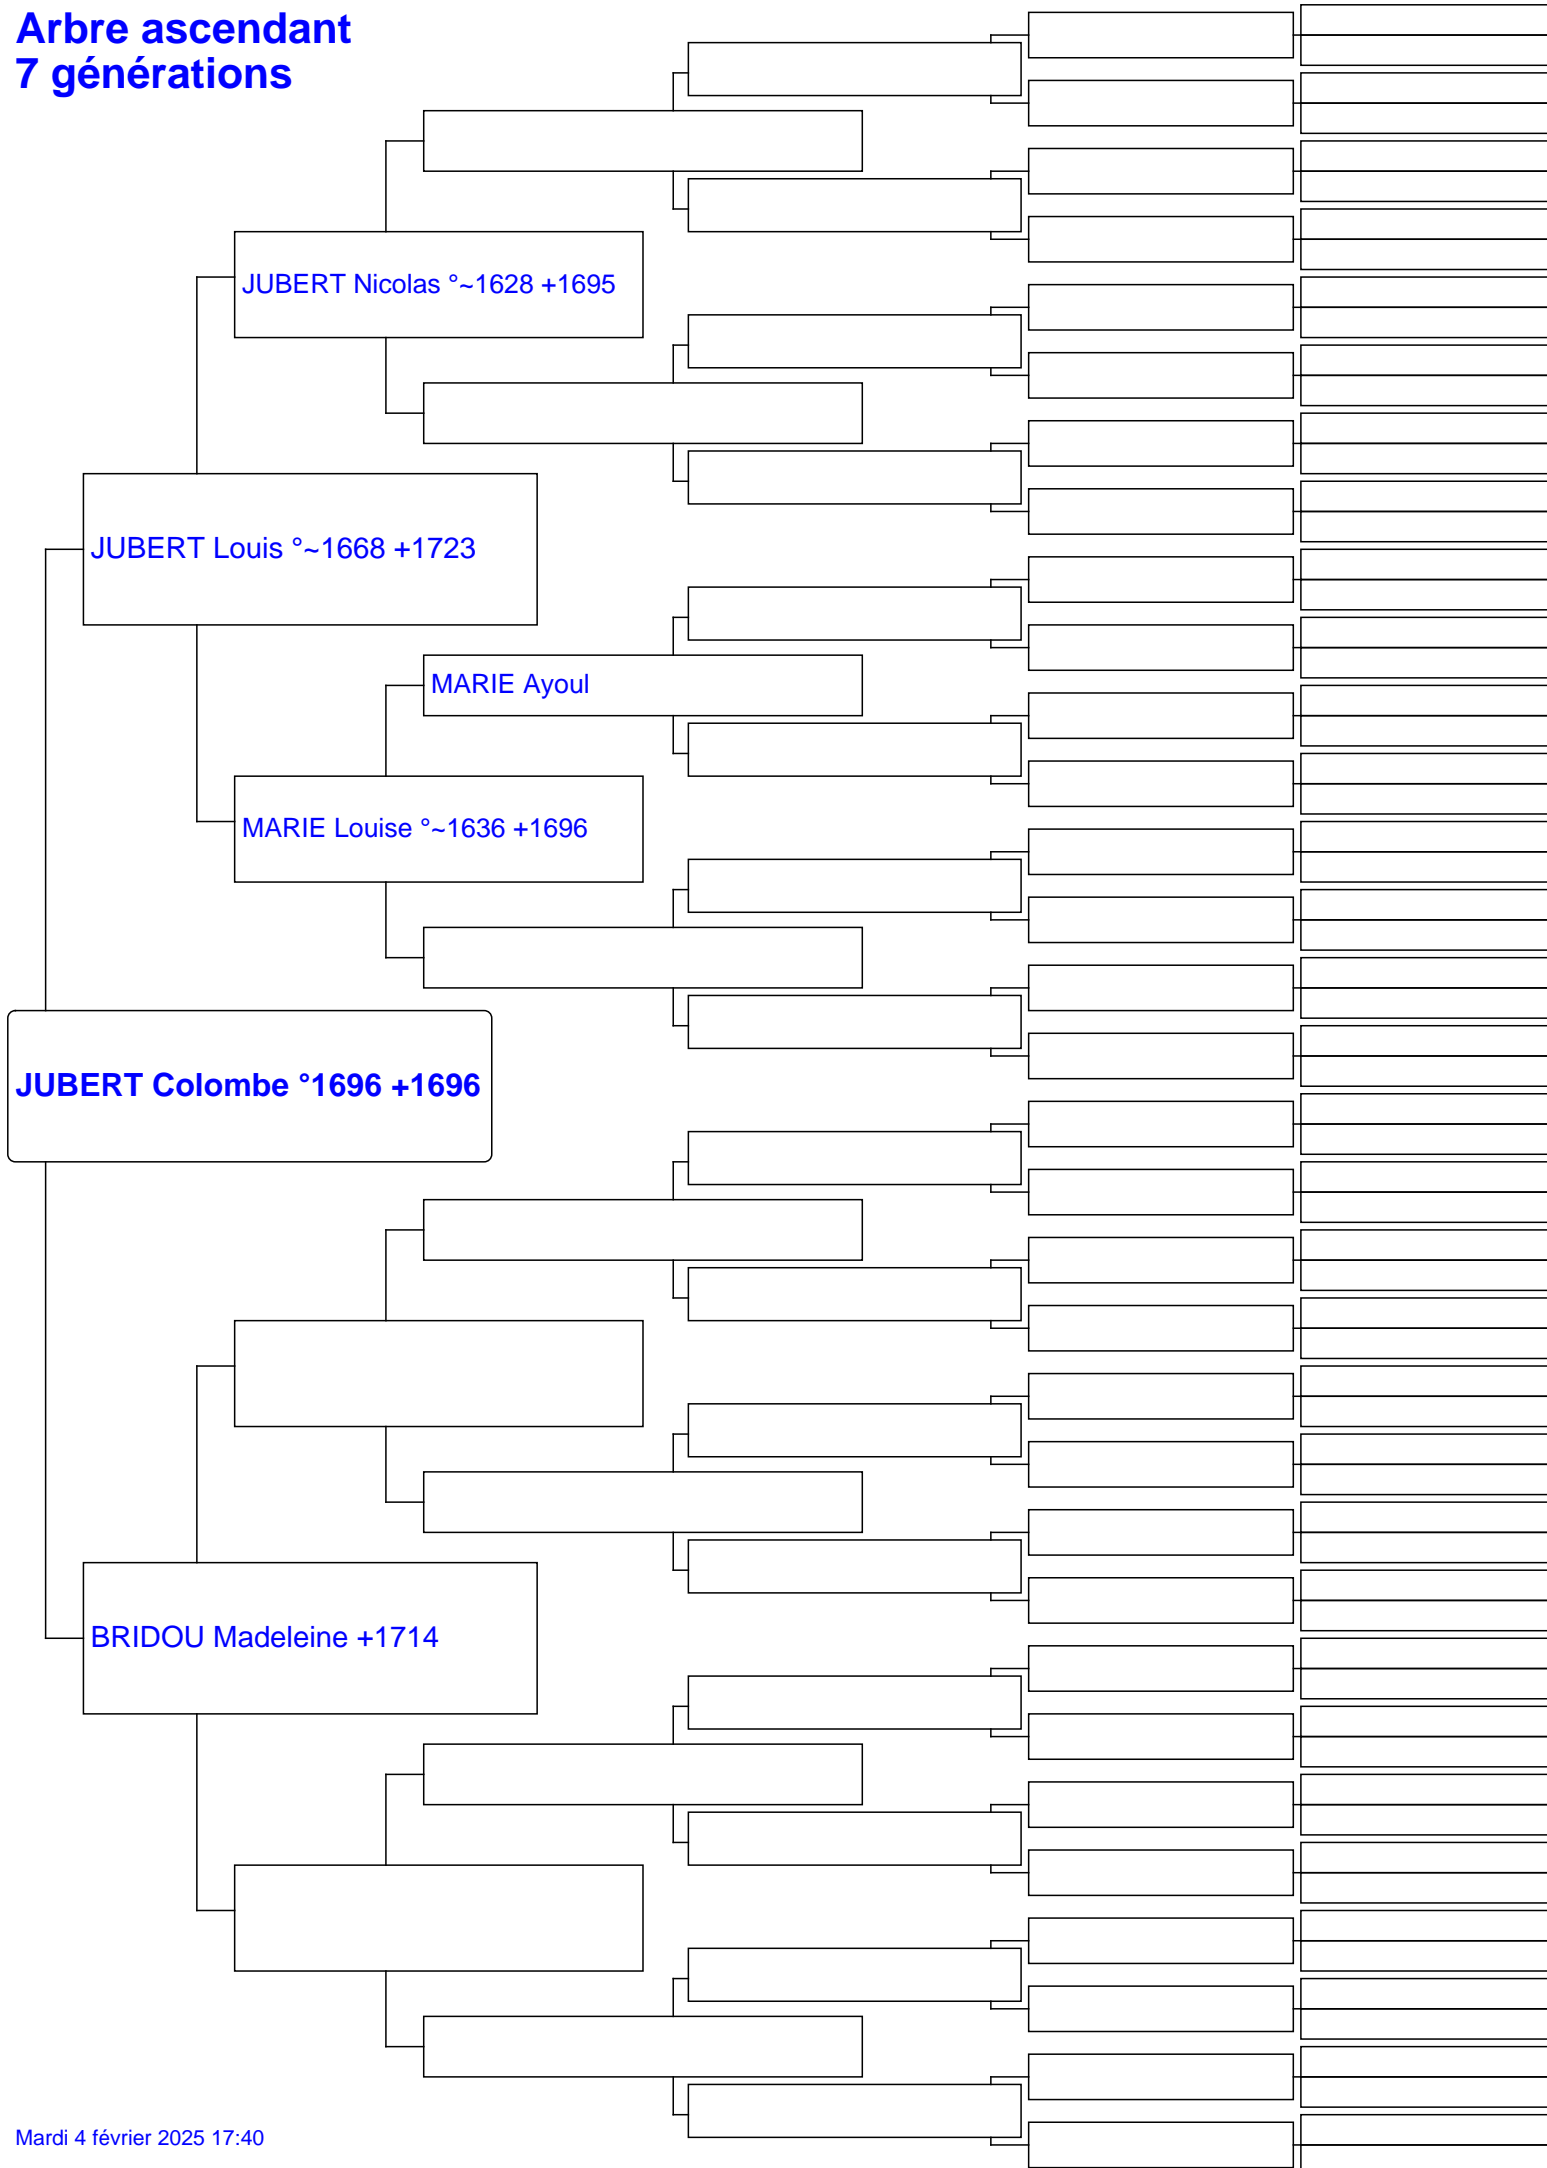 Arbre ascendant
7 générations
JUBERT Nicolas °~1628 +1695
JUBERT Louis °~1668 +1723
MARIE Ayoul
MARIE Louise °~1636 +1696
JUBERT Colombe °1696 +1696
BRIDOU Madeleine +1714
Mardi 4 février 2025 17:40